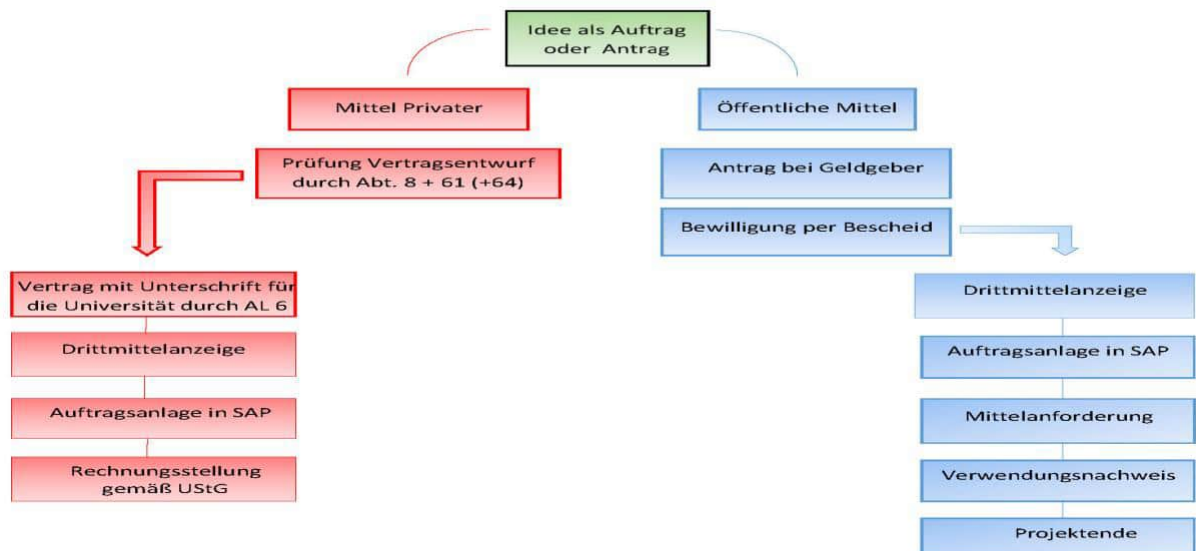 Idee als Auftrag
oder Antrag
Mittel Privater
Prüfung Vertragsentwurf
durch Abt. 8 + 61 (+64)
Vertrag mit Unterschrift für
die Universität durch AL 6
Drittmittelanzeige
Auftragsanlage in SAP
Rechnungsstellung
gemäß UStG
Öffentliche Mittel
Antrag bei Geldgeber
Bewilligung per Bescheid
Drittmittelanzeige
Auftragsanlage in SAP
Mittelanforderung
Verwendungsnachweis
Projektende